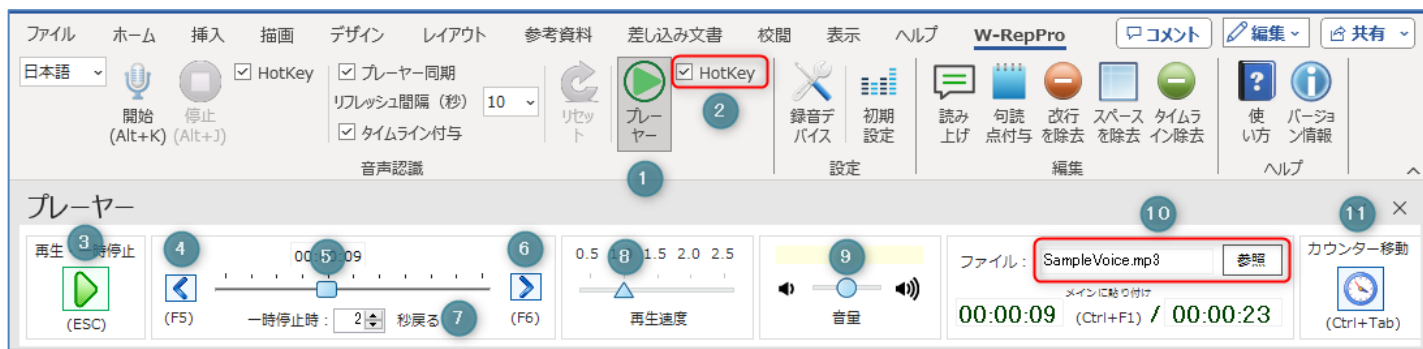 ファイル ホーム 挿入 描画 デザイン レイアウト 参考資料 差し込み文書 校閲 表示 ヘルプ W-RepPro コメント 編集 共有
日本語
開始
(Alt+K)
停止
(Alt+J)
HotKey
プレーヤー同期
リフレッシュ間隔（秒） 10
タイムライン付与
リセッ
ト
音声認識
プレー
ヤー
HotKey
2
1
録音デ
バイス
初期
設定
設定
読み
上げ
句読
点付与
改行
を除去
スペース
を除去
タイムラ
イン除去
編集
?
使
い方
バージョ
ン情報
ヘルプ
プレーヤー
3
再生 時停止
(ESC)
4
(F5)
5
00: :09
一時停止時： 2 秒戻る 7
6
(F6)
8
0.5 1.5 2.0 2.5
再生速度
9
音量
10
ファイル： SampleVoice.mp3 参照
メインに貼り付け
00:00:09 (Ctrl+F1) / 00:00:23
11
カウンター移動
(Ctrl+Tab)